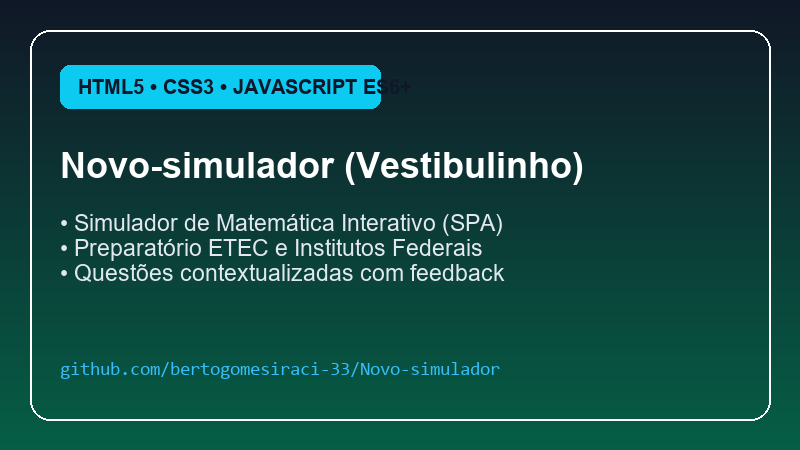 HTML5 • CSS3 • JAVASCRIPT ES6+
Novo-simulador (Vestibulinho)
• Simulador de Matemática Interativo (SPA)
• Preparatório ETEC e Institutos Federais
• Questões contextualizadas com feedback
github.com/bertogomesiraci-33/Novo-simulador